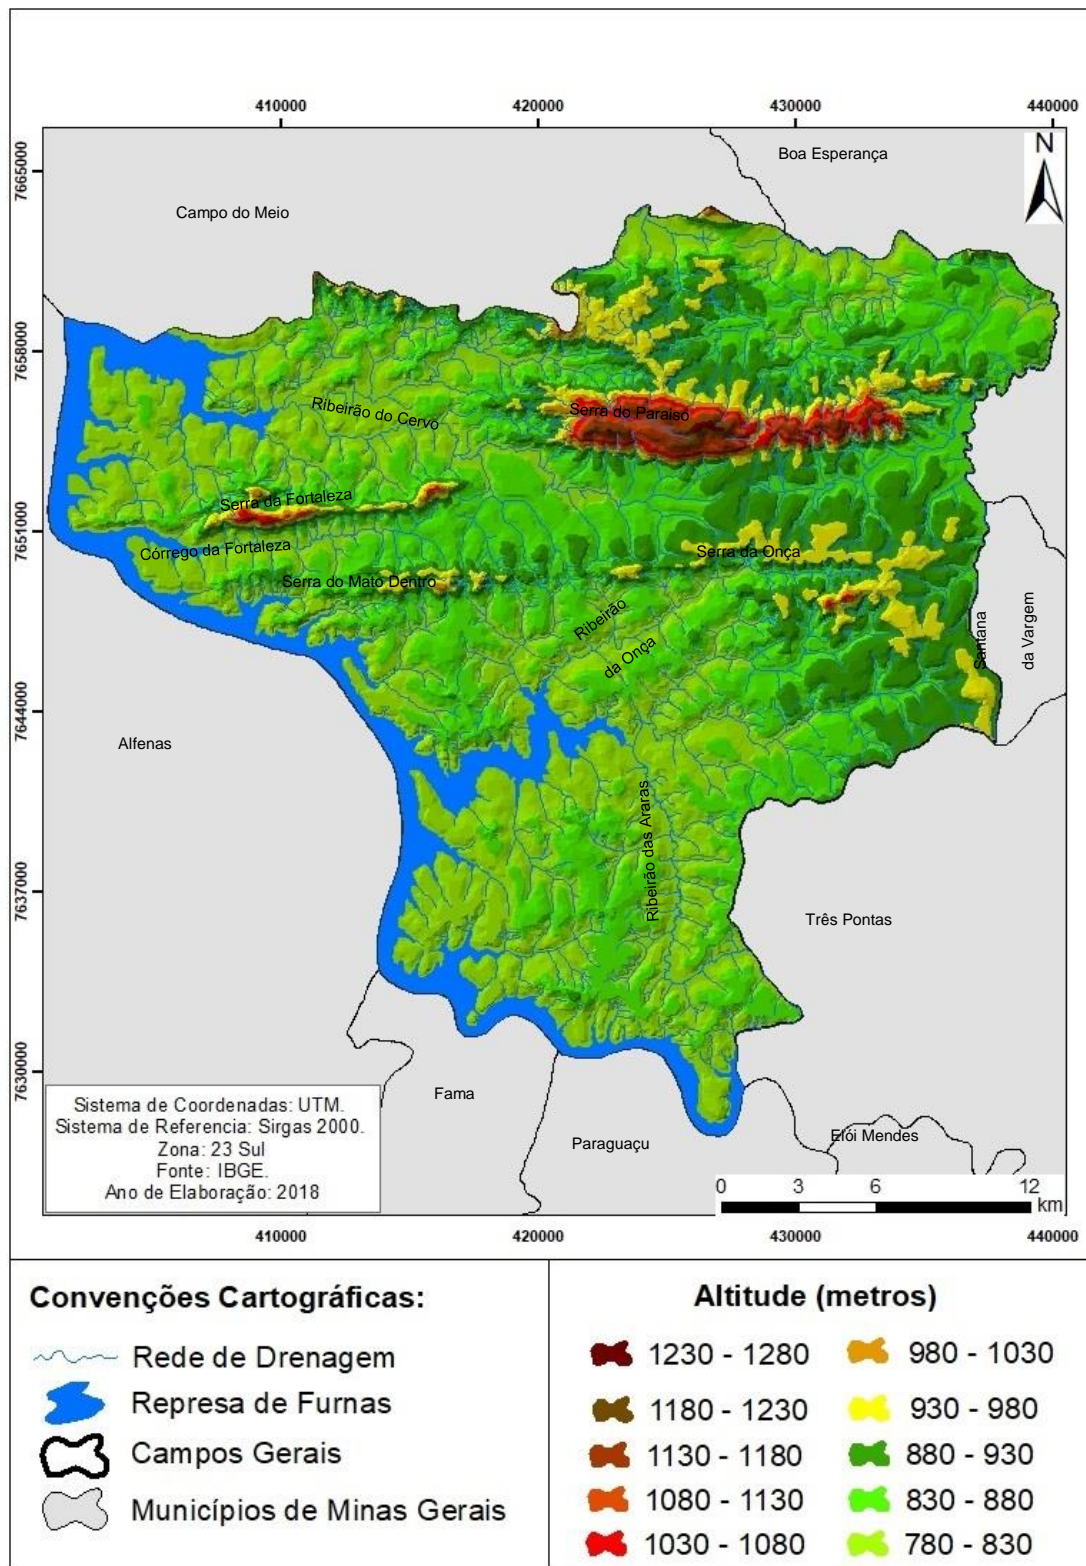 410000
420000
430000
440000
7665000
7658000
7651000
7644000
7637000
7630000
N
Boa Esperança
Campo do Meio
Ribeirão do Cervo
Serra do Paraiso
Serra da Fortaleza
Córrego da Fortaleza
Serra da Onça
Serra do Mato Dentro
Ribeirão
da Onça
Santana
da Vargem
Alfenas
Ribeirão das Araras
Três Pontas
Fama
Paraguaçu
Elói Mendes
Sistema de Coordenadas: UTM.
Sistema de Referencia: Sirgas 2000.
Zona: 23 Sul
Fonte: IBGE.
Ano de Elaboração: 2018
0
3
6
12
km
410000
420000
430000
440000
Convenções Cartográficas:
Rede de Drenagem
Represa de Furnas
Campos Gerais
Municípios de Minas Gerais
Altitude (metros)
1230 - 1280
1180 - 1230
1130 - 1180
1080 - 1130
1030 - 1080
980 - 1030
930 - 980
880 - 930
830 - 880
780 - 830